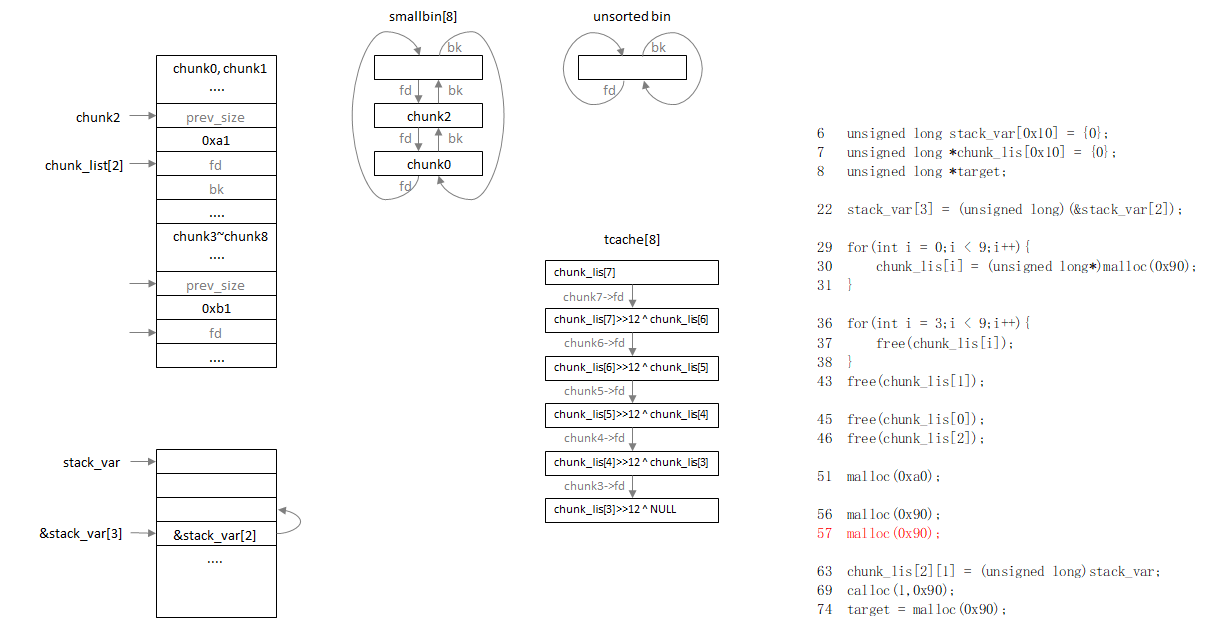 smallbin[8]
bk
fd
bk
chunk2
fd
bk
chunk0
fd
unsorted bin
bk
fd
chunk0, chunk1
....
chunk2
prev_size
0xa1
chunk_list[2]
fd
bk
....
chunk3~chunk8
....
prev_size
0xb1
fd
....
stack_var
&stack_var[3]
&stack_var[2]
....
tcache[8]
chunk_lis[7]
chunk7->fd
chunk_lis[7]>>12 ^ chunk_lis[6]
chunk6->fd
chunk_lis[6]>>12 ^ chunk_lis[5]
chunk5->fd
chunk_lis[5]>>12 ^ chunk_lis[4]
chunk4->fd
chunk_lis[4]>>12 ^ chunk_lis[3]
chunk3->fd
chunk_lis[3]>>12 ^ NULL
6 unsigned long stack_var[0x10] = {0};
7 unsigned long *chunk_lis[0x10] = {0};
8 unsigned long *target;
22 stack_var[3] = (unsigned long)(&stack_var[2]);
29 for(int i = 0;i < 9;i++){
30 chunk_lis[i] = (unsigned long*)malloc(0x90);
31 }
36 for(int i = 3;i < 9;i++){
37 free(chunk_lis[i]);
38 }
43 free(chunk_lis[1]);
45 free(chunk_lis[0]);
46 free(chunk_lis[2]);
51 malloc(0xa0);
56 malloc(0x90);
57 malloc(0x90);
63 chunk_lis[2][1] = (unsigned long)stack_var;
69 calloc(1,0x90);
74 target = malloc(0x90);